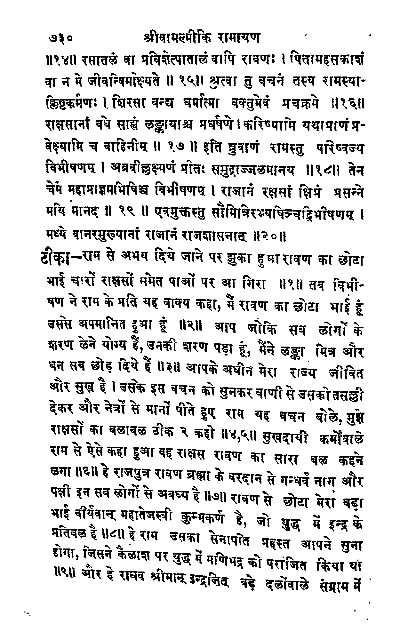 ७३० श्रीवाल्मीकि रामायण
॥१४॥ रसातलं वा प्रविशेत्पातालं वापि रावणः । पितामहसकाशं
वा न मे जीवन्विमोक्ष्यते ॥ १५॥ श्रुत्वा तु वचनं तस्य रामस्या-
क्लिष्टकर्मणः । शिरसा वन्द्य धर्मात्मा वक्तुमेवं प्रचक्रमे ॥१६॥
राक्षसानां वधे साह्यं लङ्कायाश्च प्रधर्षणे । करिष्यामि यथाप्राणं प्र-
वेक्ष्यामि च वाहिनीम् ॥ १७ ॥ इति ब्रुवाणं रामस्तु परिष्वज्य
विभीषणम् । अब्रवील्लक्ष्मणं प्रीतः समुद्राज्जलमानय ॥१८॥ तेन
चेमं महाप्राज्ञमभिषिञ्च विभीषणम् । राजानं रक्षसां क्षिप्रं प्रसन्ने
मयि मानद ॥ १९ ॥ एवमुक्तस्तु सौमित्रिरभ्यषिञ्चद्विभीषणम् ।
मध्ये वानरमुख्यानां राजानं राजशासनात् ॥२०॥
टीका—राम से अभय दिये जाने पर झुका हुआ रावण का छोटा
भाई चारों राक्षसों समेत पाओं पर आ गिरा ॥१॥ तब विभी-
षण ने राम के प्रति यह वाक्य कहा, मैं रावण का छोटा भाई हूं
उससे अपमानित हुआ हूं ॥२॥ आप जोकि सब लोगों के
शरण लेने योग्य हैं, उनकी शरण पड़ा हूं, मैंने लङ्का मित्र और
धन सब छोड़ दिये हैं ॥३॥ आपके अधीन मेरा राज्य जीवित
और सुख है । उसके इस वचन को सुनकर वाणी से उसको तसल्ली
देकर और नेत्रों से मानों पीते हुए राम यह वचन बोले, मुझे
राक्षसों का बलाबल ठीक २ कहो ॥४,५॥ सुखदायी कर्मोंवाले
राम से ऐसे कहा हुआ वह राक्षस रावण का सारा बल कहने
लगा ॥६॥ हे राजपुत्र रावण ब्रह्मा के वरदान से गन्धर्व नाग और
पक्षी इन सब लोगों से अवध्य है ॥७॥ रावण से छोटा मेरा बड़ा
भाई वीर्यवान् महातेजस्वी कुम्भकर्ण है, जो युद्ध में इन्द्र के
प्रतिबल है ॥८॥ हे राम उसका सेनापति प्रहस्त आपने सुना
होगा, जिसने कैलाश पर युद्ध में मणिभद्र को पराजित किया था
॥९॥ और हे राघव श्रीमान् इन्द्रजित् बड़े दलोंवाले संग्राम में